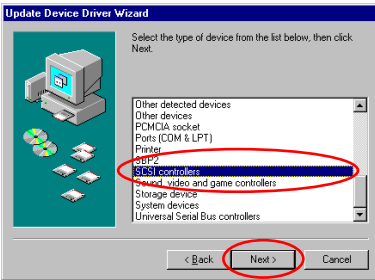 Update Device Driver Wizard
Select the type of device from the list below, then click
Next.
Other detected devices
Other devices
PCMCIA socket
Ports (COM & LPT)
Printer
SBP2
SCSI controllers
Sound, video and game controllers
Storage device
System devices
Universal Serial Bus controllers
< Back
Next >
Cancel